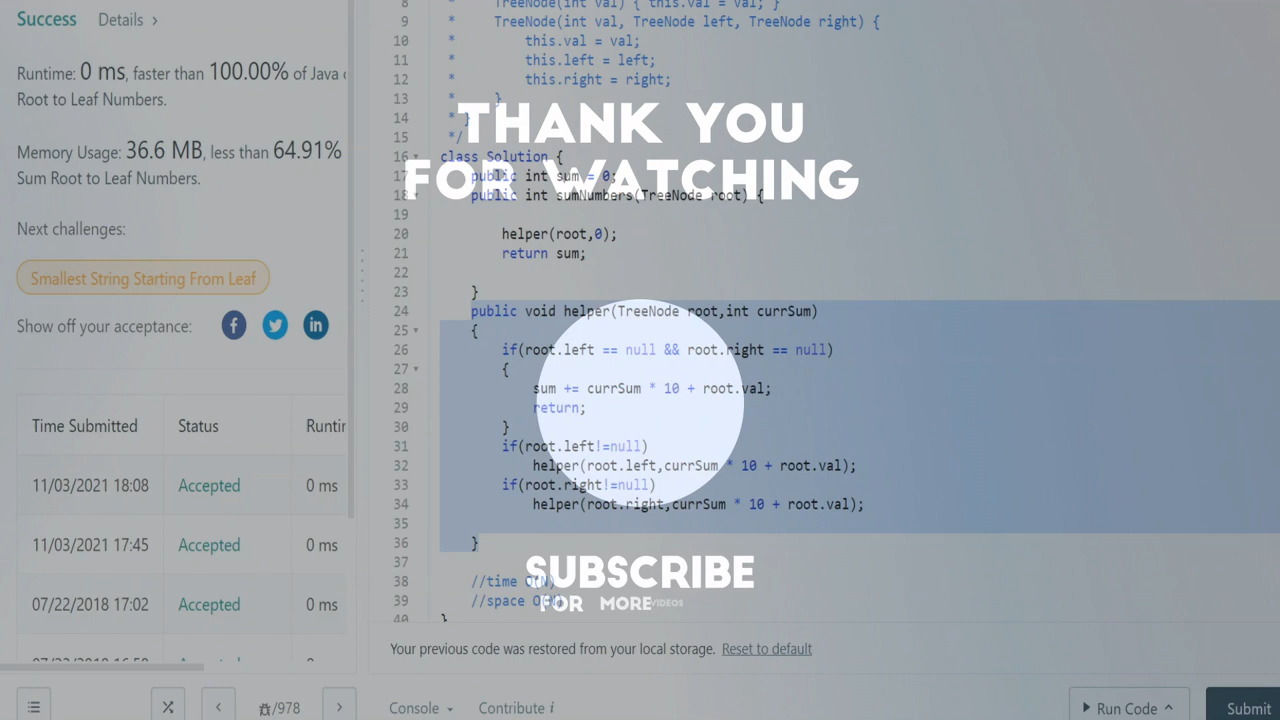 Success Details >
Runtime: 0 ms, faster than 100.00% of Java
Root to Leaf Numbers.
Memory Usage: 36.6 MB, less than 64.91%
Sum Root to Leaf Numbers.
Next challenges:
Smallest String Starting From Leaf
Show off your acceptance:
Time Submitted Status
11/03/2021 18:08 Accepted 0 ms
11/03/2021 17:45 Accepted 0 ms
07/22/2018 17:02 Accepted 0 ms
/978
8 * TreeNode(int val) { this.val = val; }
9 * TreeNode(int val, TreeNode left, TreeNode right) {
10 * this.val = val;
11 * this.left = left;
12 * this.right = right;
13 * }
14 * }
15 */
16 class Solution {
17 public int sum = 0;
18 public int sumNumbers(TreeNode root) {
19
20 helper(root,0);
21 return sum;
22
23 }
24 public void helper(TreeNode root,int currSum)
25 {
26 if(root.left == null && root.right == null)
27 {
28 sum += currSum * 10 + root.val;
29 return;
30 }
31 if(root.left!=null)
32 helper(root.left,currSum * 10 + root.val);
33 if(root.right!=null)
34 helper(root.right,currSum * 10 + root.val);
35
36 }
37
38 //time O(N)
39 //space
40 }
THANK YOU
FOR WATCHING
SUBSCRIBE
FOR MORE VIDEOS
Your previous code was restored from your local storage. Reset to default
Console Contribute i
Run Code Submit